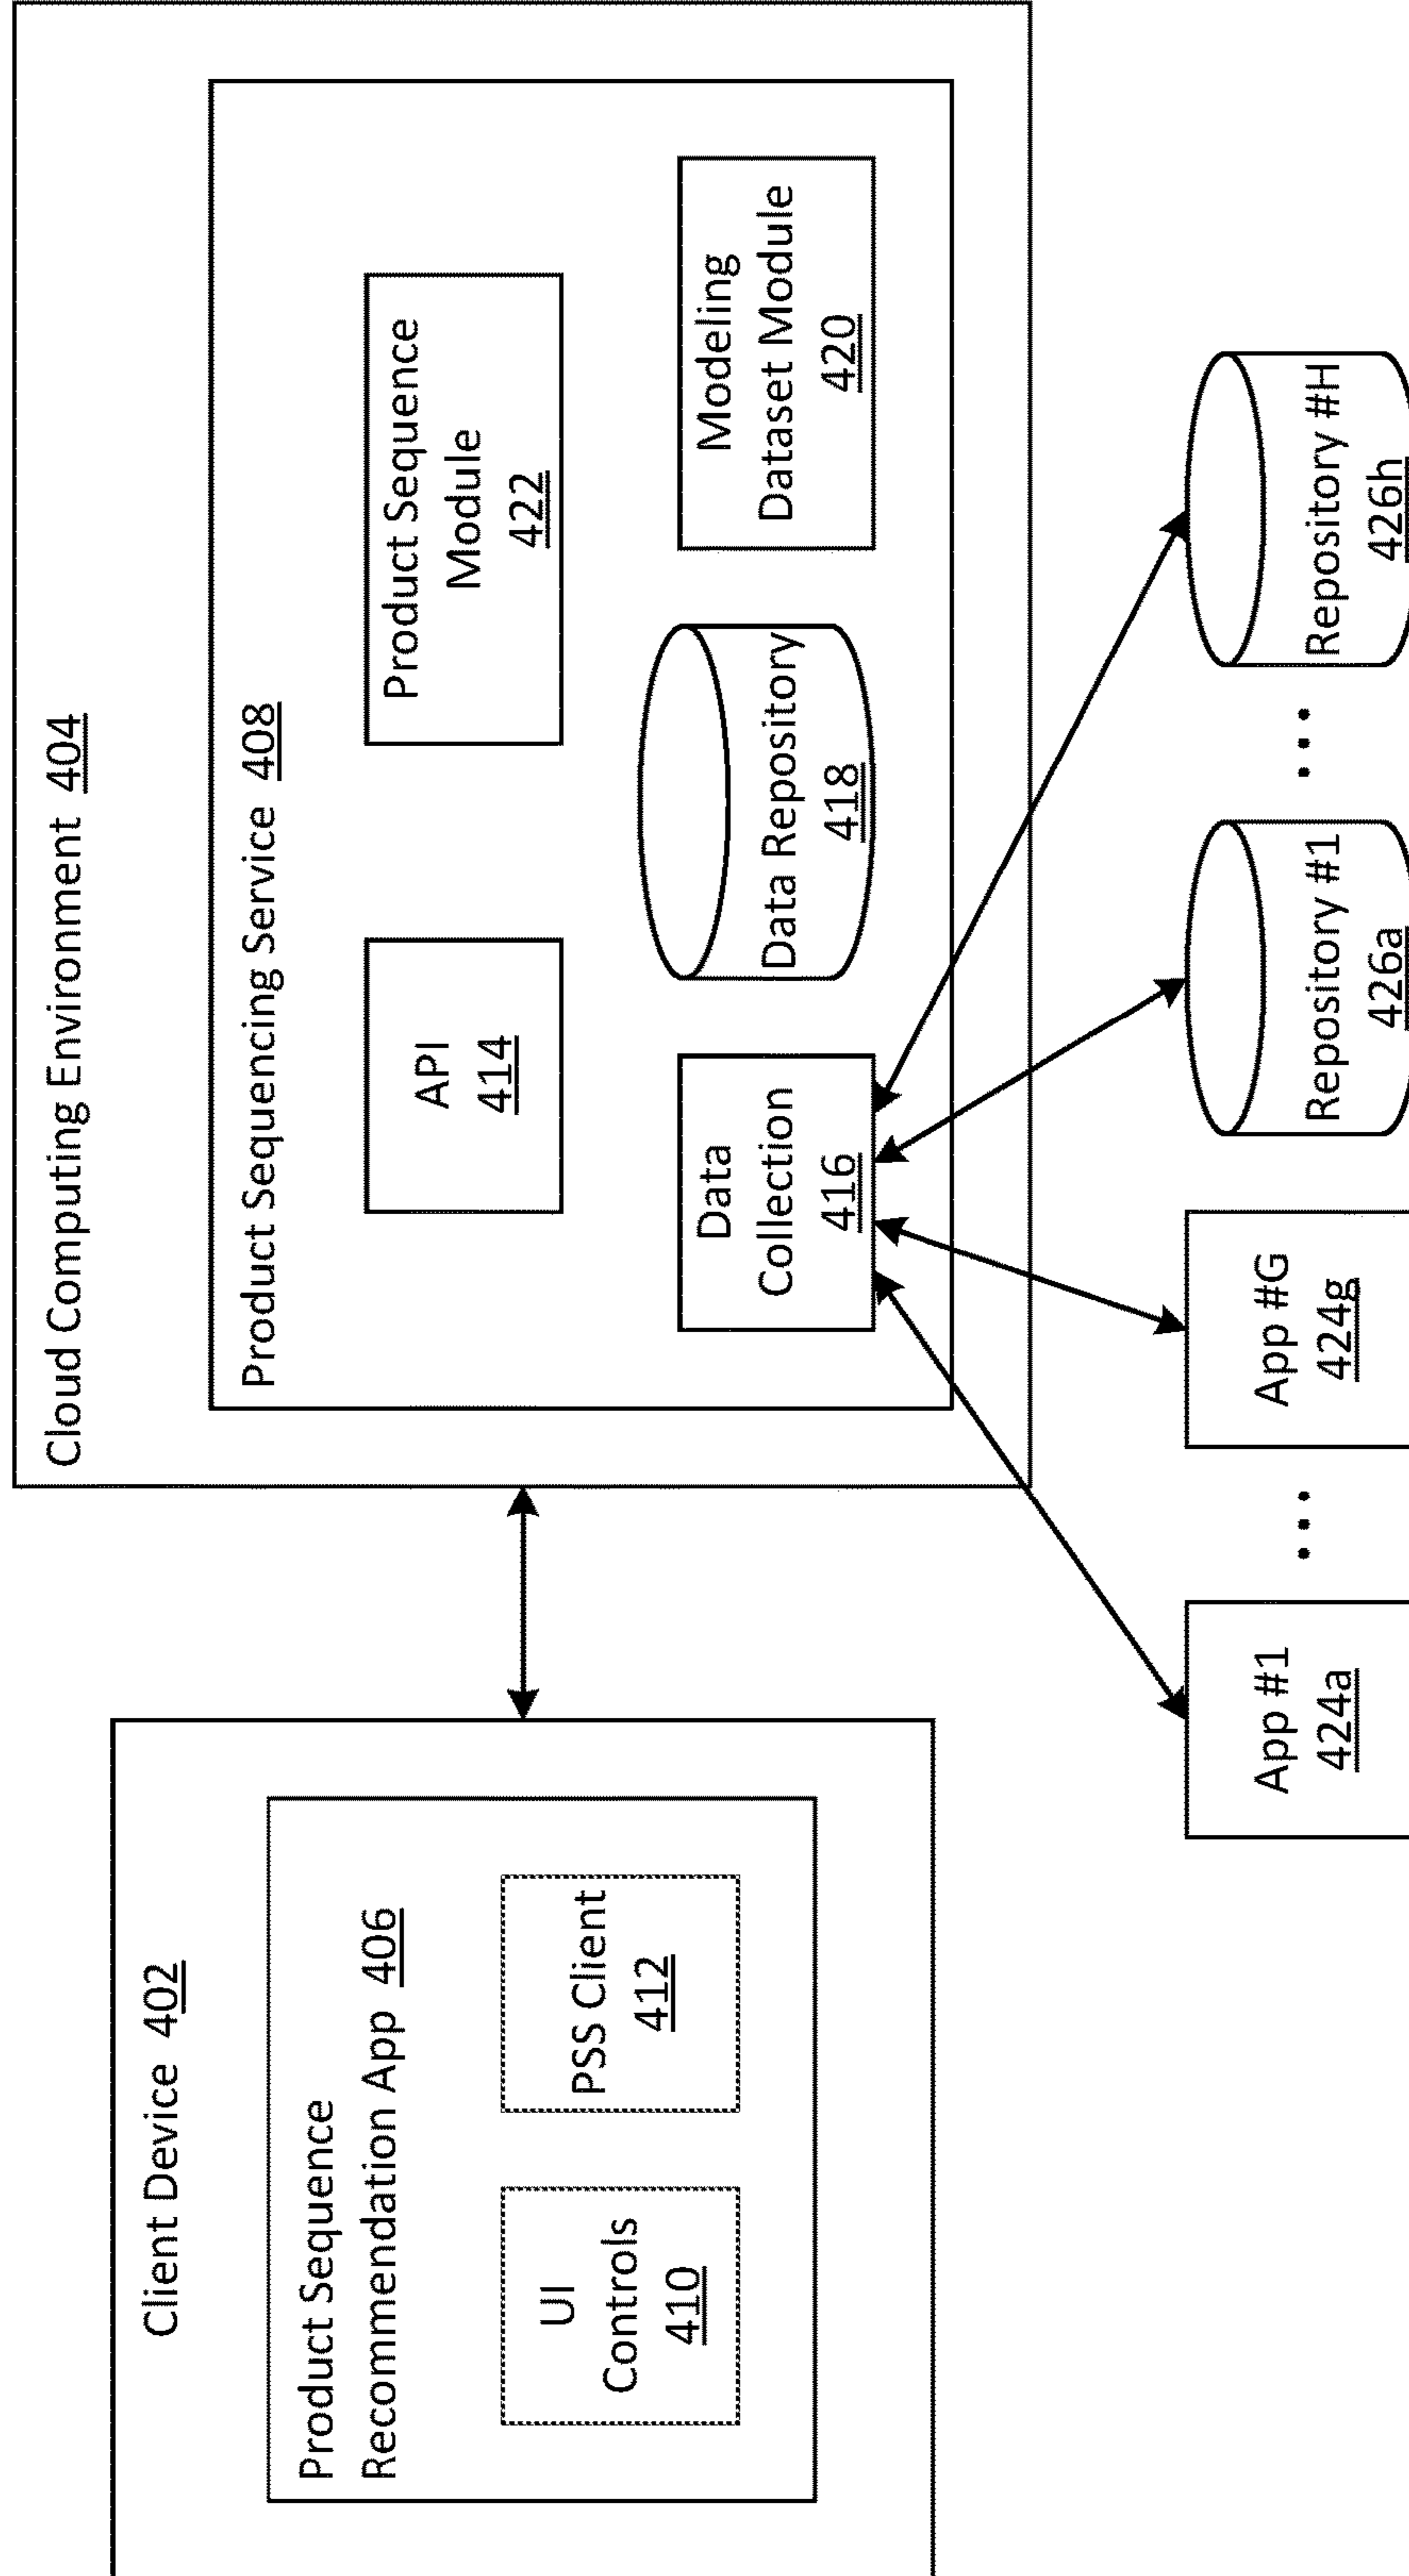 Client Device 402
Product Sequence
Recommendation App 406
UI
Controls
410
PSS Client
412
Cloud Computing Environment 404
Product Sequencing Service 408
API
414
Product Sequence
Module
422
Data
Collection
416
Data Repository
418
Modeling
Dataset Module
420
App #1
424a
...
App #G
424g
Repository #1
426a
...
Repository #H
426h